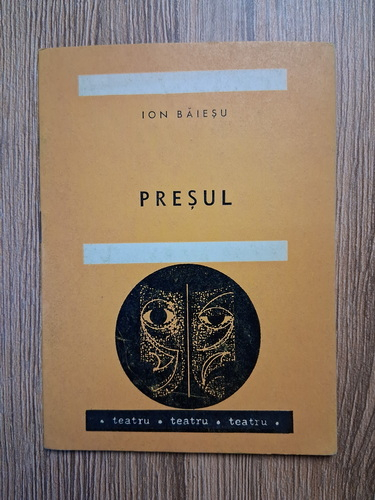 ION BĂIEȘU
PREȘUL
• teatru • teatru • teatru •